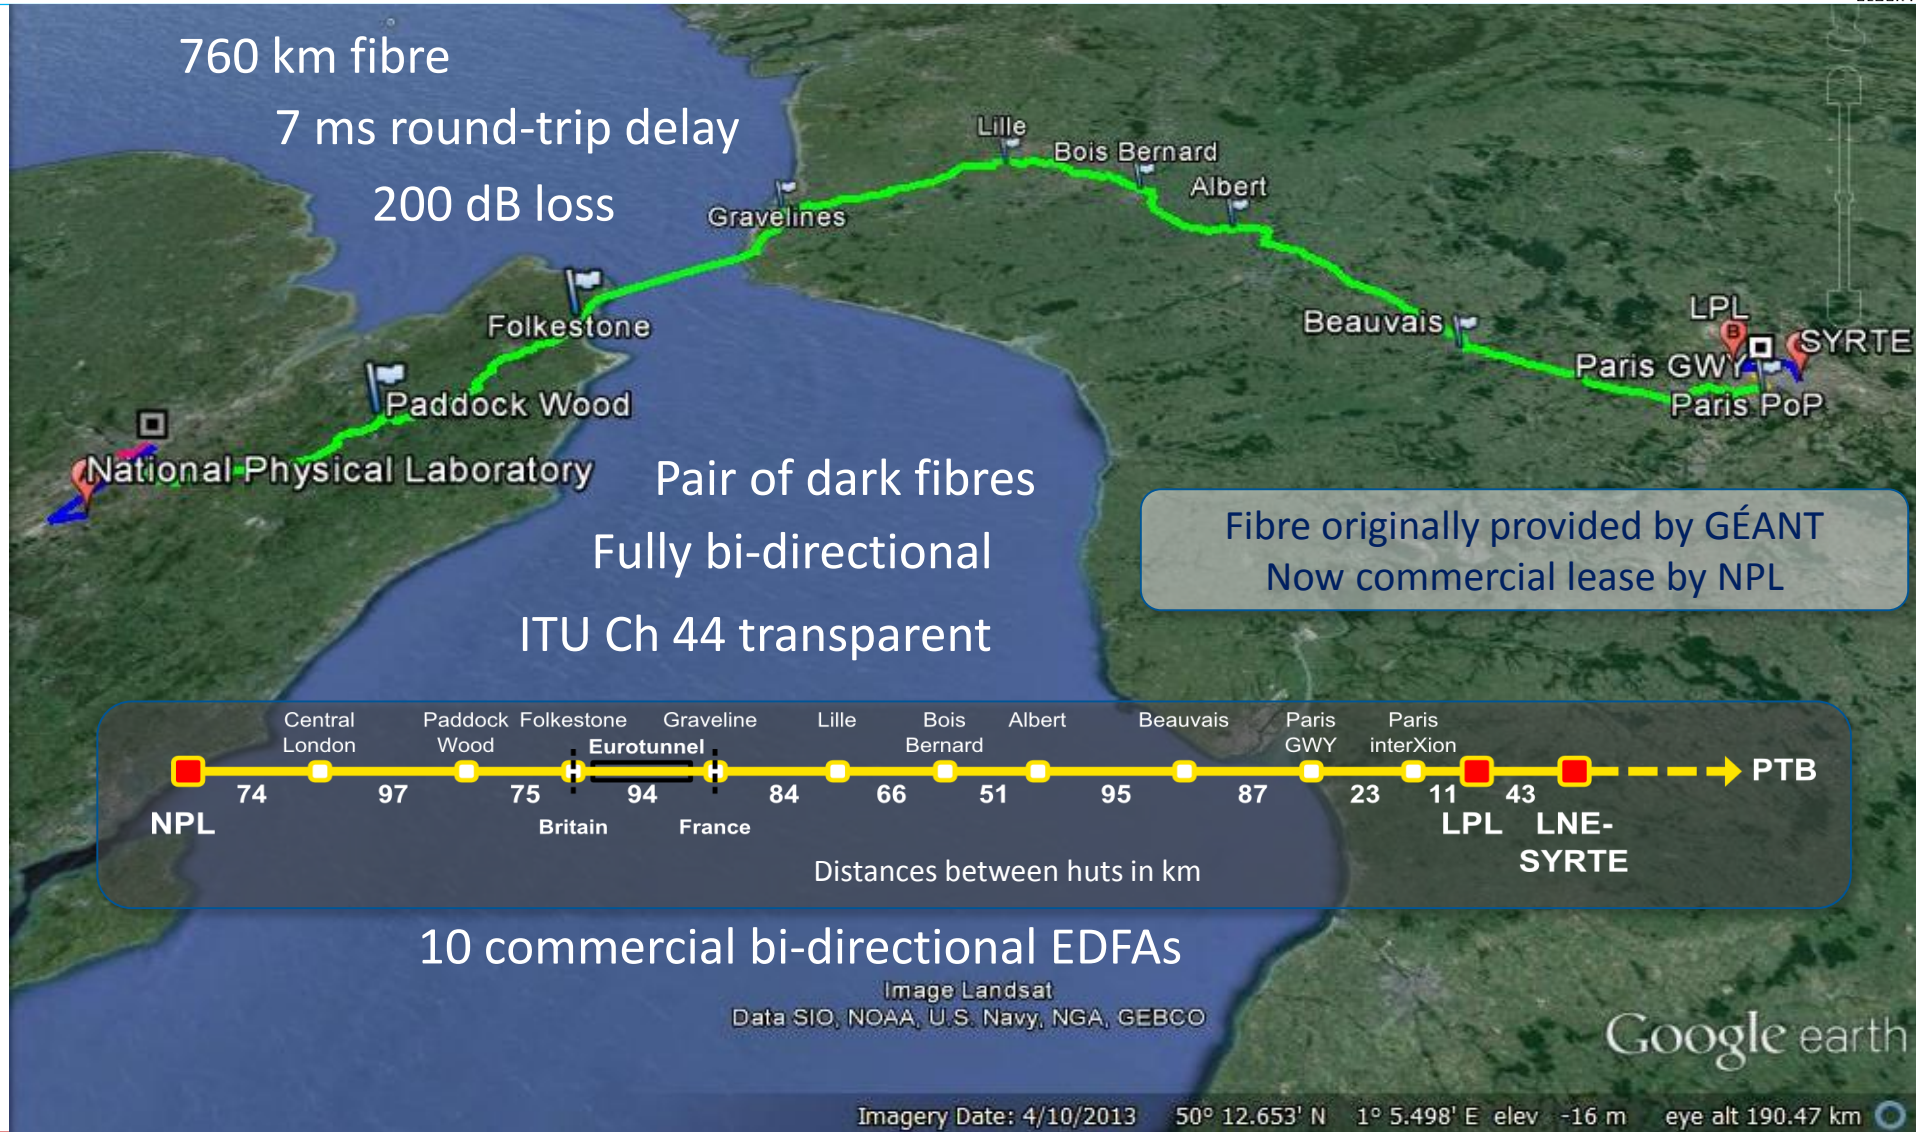 760 km fibre
7 ms round-trip delay
200 dB loss
Lille
Bois Bernard
Albert
Gravelines
Folkestone
Beauvais
LPL
B
SYRTE
Paris GWY
Paris PoP
Paddock Wood
National Physical Laboratory
Pair of dark fibres
Fully bi-directional
ITU Ch 44 transparent
Fibre originally provided by GÉANT
Now commercial lease by NPL
Central London
Paddock Wood
Folkestone
Graveline
Eurotunnel
Lille
Bois Bernard
Albert
Beauvais
Paris GWY
Paris interXion
PTB
74 97 75 94 84 66 51 95 87 23 11 43
NPL
Britain
France
LPL
LNE-
SYRTE
Distances between huts in km
10 commercial bi-directional EDFAs
Image Landsat
Data SIO, NOAA, U.S. Navy, NGA, GEBCO
Google earth
Imagery Date: 4/10/2013 50° 12.653' N 1° 5.498' E elev -16 m eye alt 190.47 km